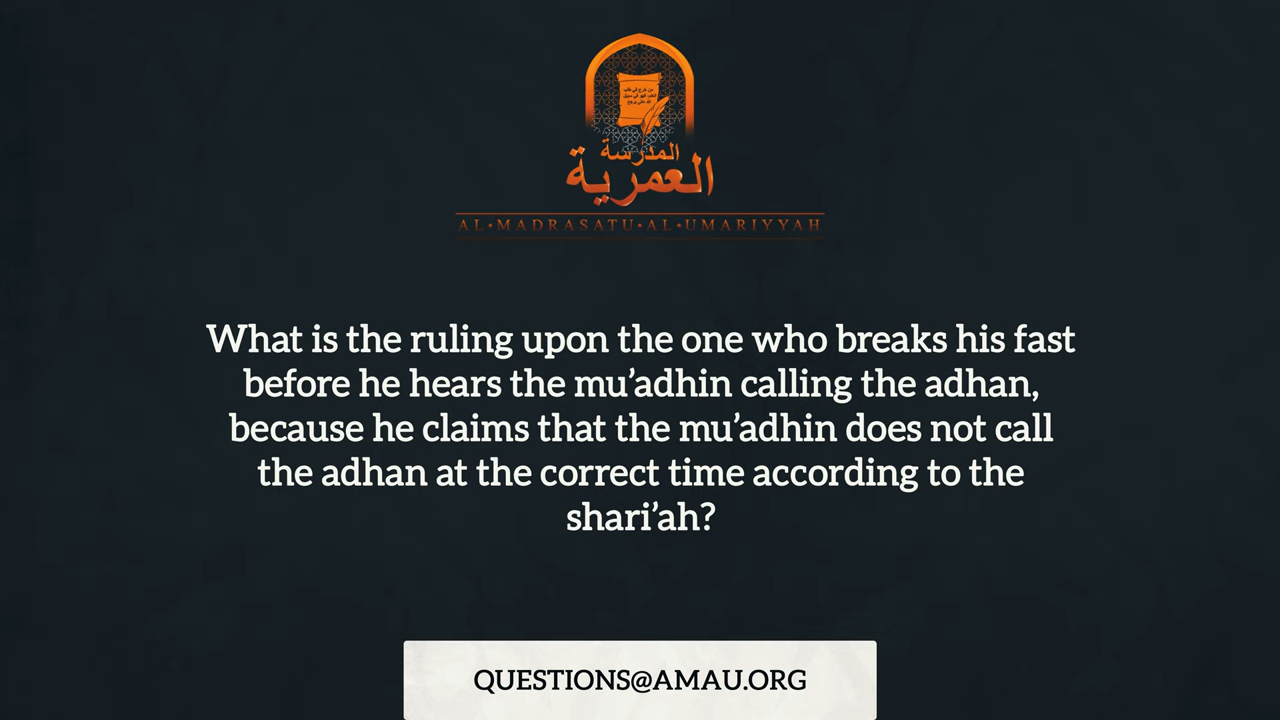 المدرسة
العمرية
AL•MADRASATU•AL•UMARIYYAH
What is the ruling upon the one who breaks his fast
before he hears the mu’adhin calling the adhan,
because he claims that the mu’adhin does not call
the adhan at the correct time according to the
shari’ah?
QUESTIONS@AMAU.ORG